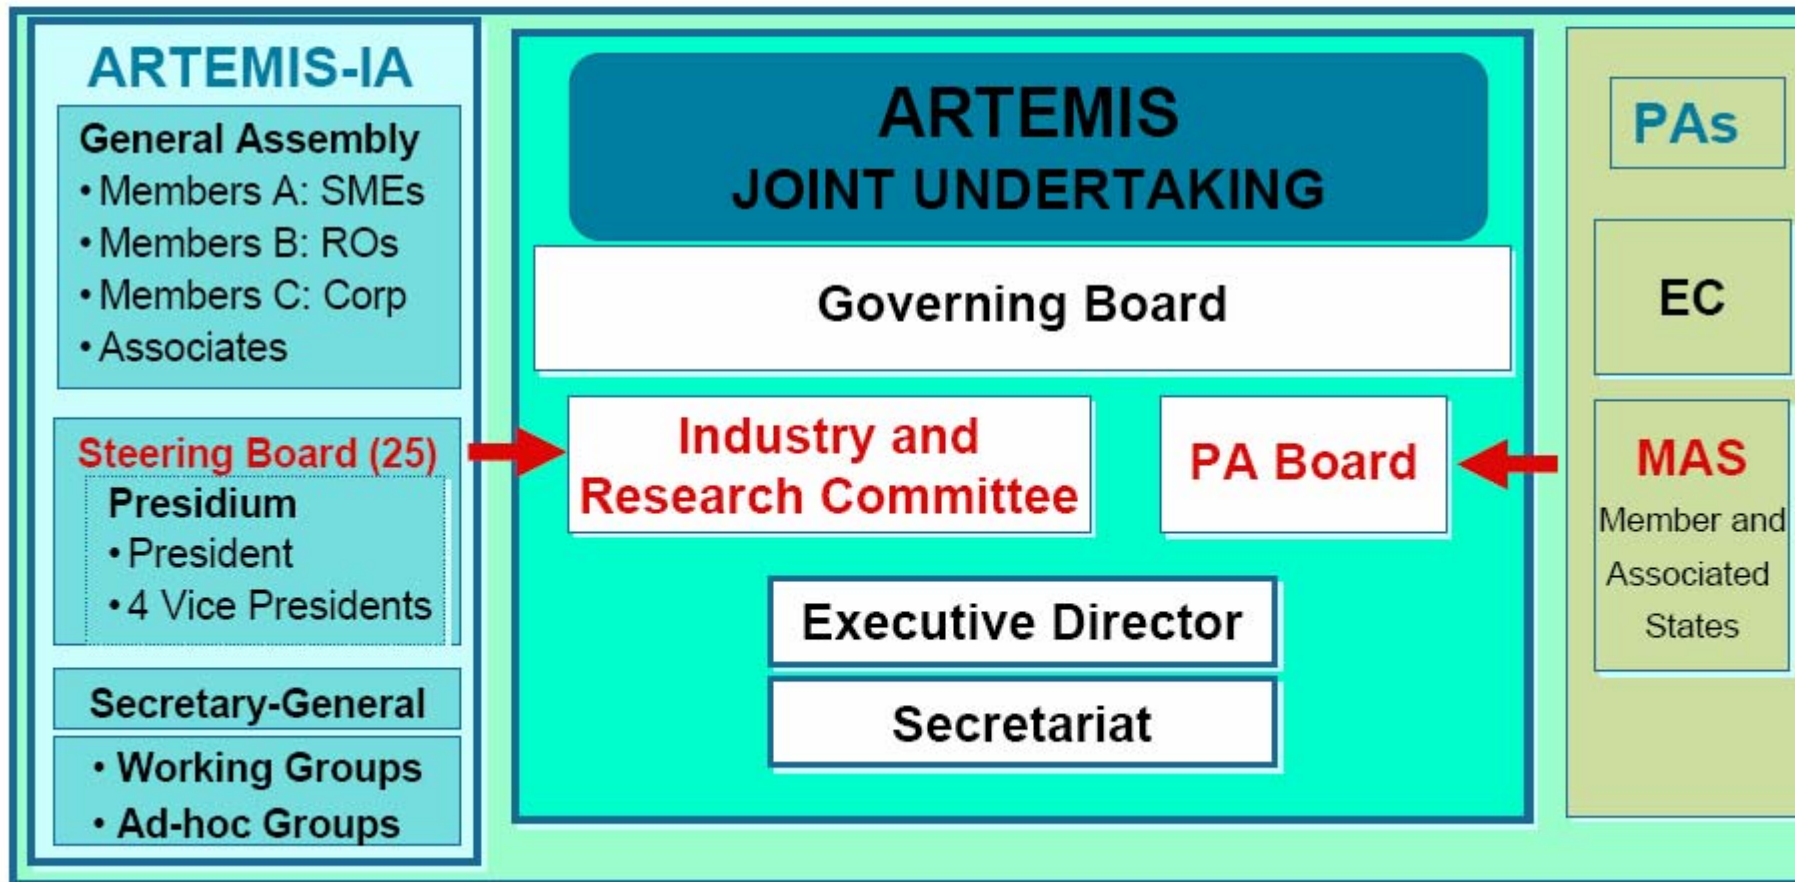 ARTEMIS-IA
General Assembly
• Members A: SMEs
• Members B: ROs
• Members C: Corp
• Associates
Steering Board (25)
Presidium
• President
• 4 Vice Presidents
Secretary-General
• Working Groups
• Ad-hoc Groups
ARTEMIS
JOINT UNDERTAKING
Governing Board
Industry and
Research Committee
PA Board
Executive Director
Secretariat
PAs
EC
MAS
Member and
Associated
States